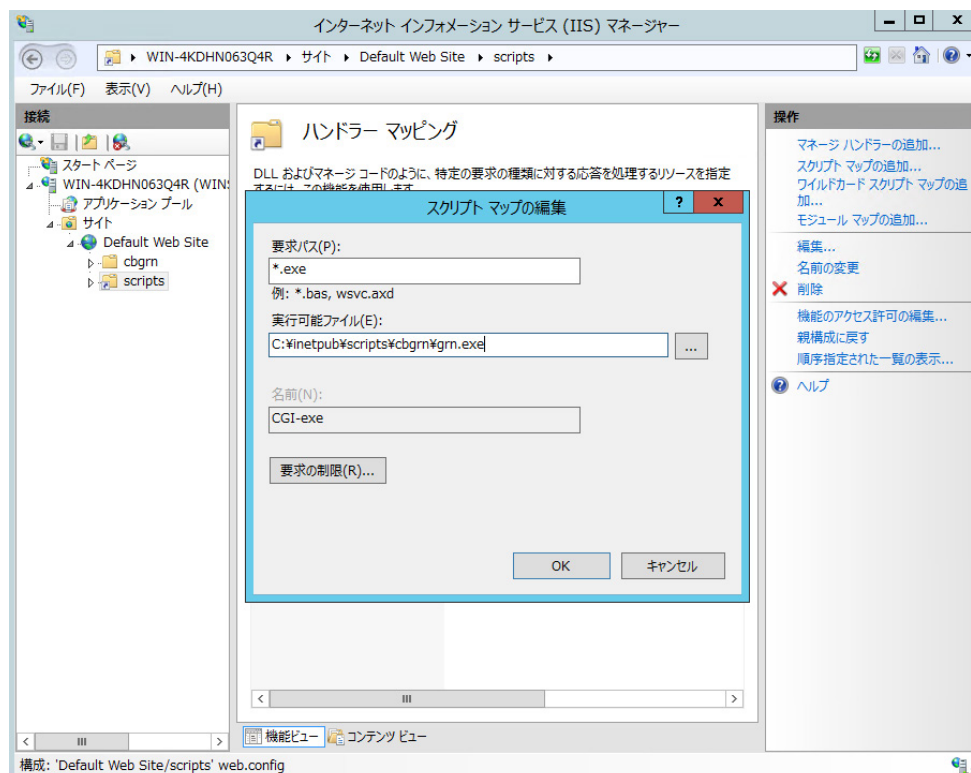 インターネット インフォメーション サービス (IIS) マネージャー
WIN-4KDHN063Q4R ▸ サイト ▸ Default Web Site ▸ scripts ▸
ファイル(F) 表示(V) ヘルプ(H)
接続
スタート ページ
WIN-4KDHN063Q4R (WIN
アプリケーション プール
サイト
Default Web Site
cbgrn
scripts
ハンドラー マッピング
DLL およびマネージ コードのように、特定の要求の種類に対する応答を処理するリソースを指定
するには、この機能を使用します
スクリプト マップの編集
? x
要求パス(P):
*.exe
例: *.bas, wsvc.axd
実行可能ファイル(E):
C:¥inetpub¥scripts¥cbgrn¥grn.exe
...
名前(N):
CGI-exe
要求の制限(R)...
OK キャンセル
機能ビュー コンテンツ ビュー
操作
マネージ ハンドラーの追加...
スクリプト マップの追加...
ワイルドカード スクリプト マップの追
加...
モジュール マップの追加...
編集...
名前の変更
削除
機能のアクセス許可の編集...
親構成に戻す
順序指定された一覧の表示...
ヘルプ
構成: 'Default Web Site/scripts' web.config